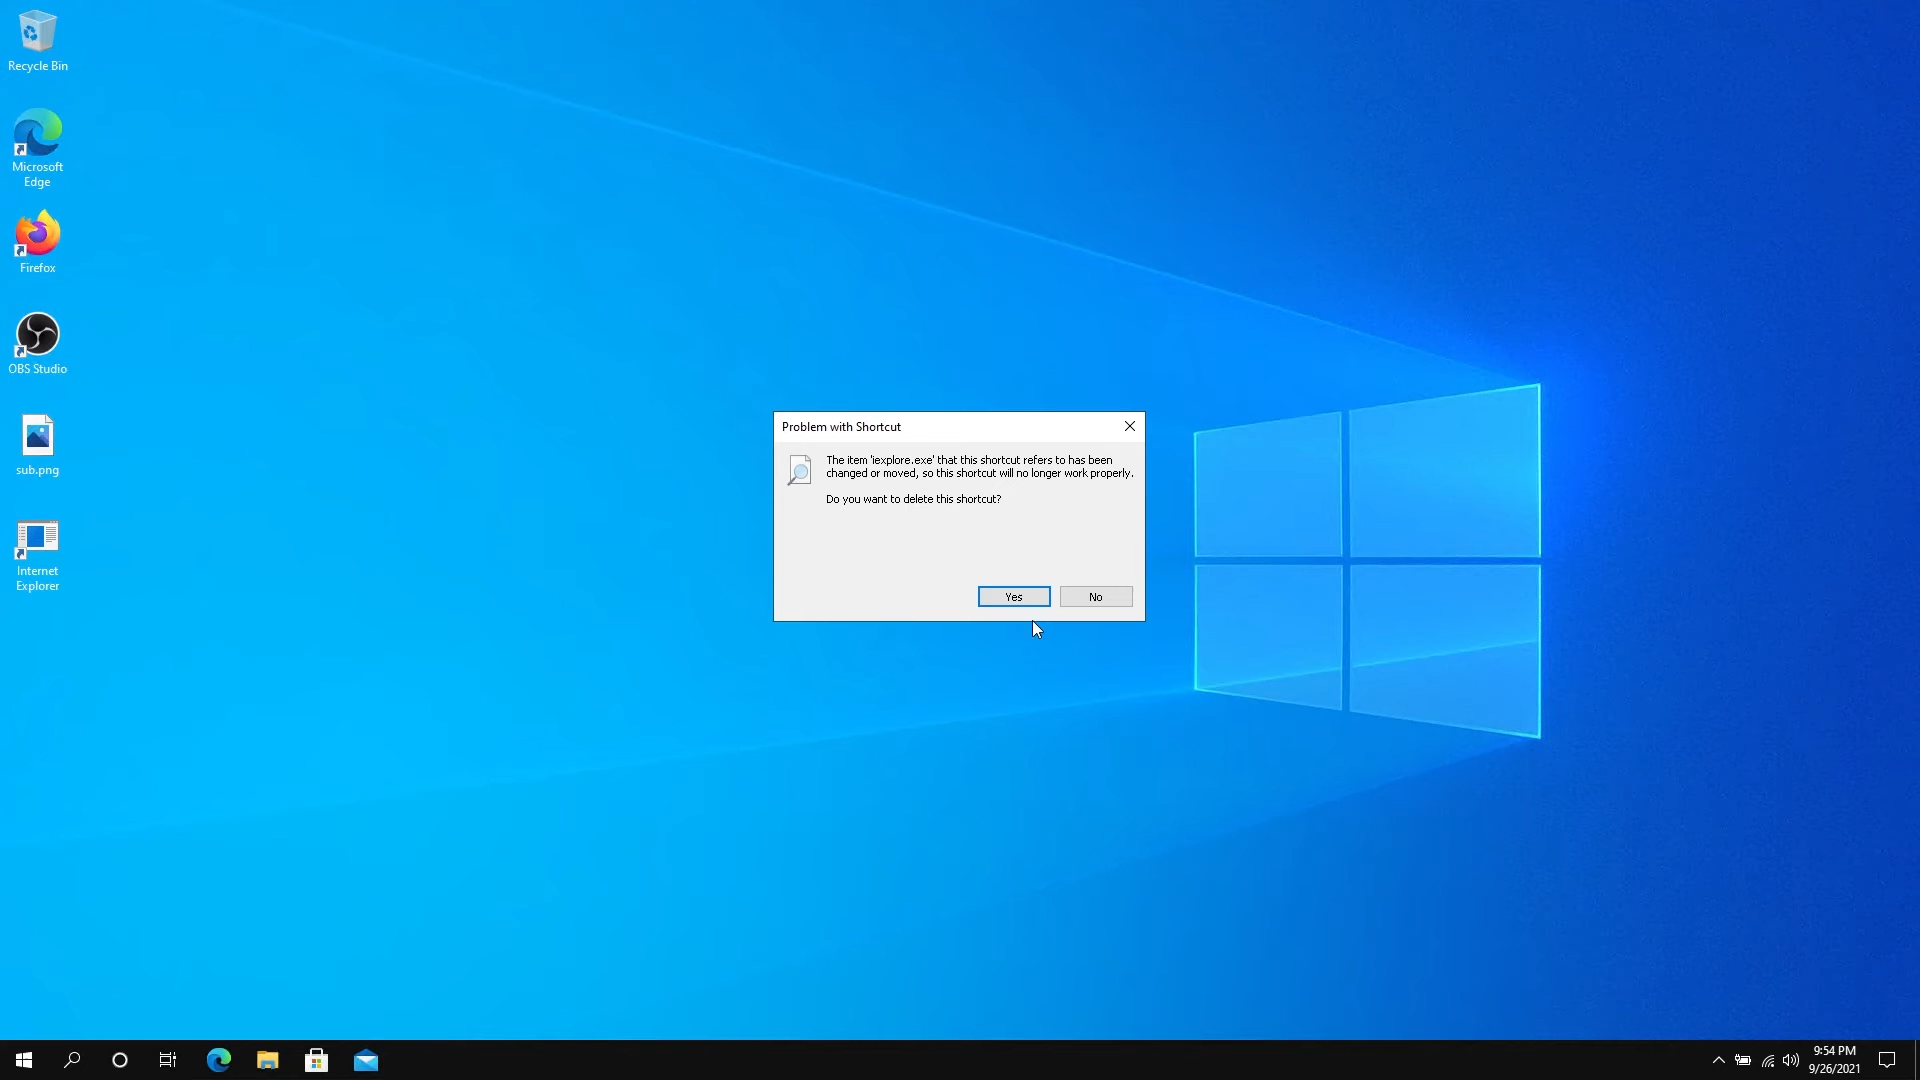 Recycle Bin
Microsoft
Edge
Firefox
OBS Studio
sub.png
Internet
Explorer
Problem with Shortcut
The item 'iexplore.exe' that this shortcut refers to has been
changed or moved, so this shortcut will no longer work properly.
Do you want to delete this shortcut?
Yes
No
9:54 PM
9/26/2021